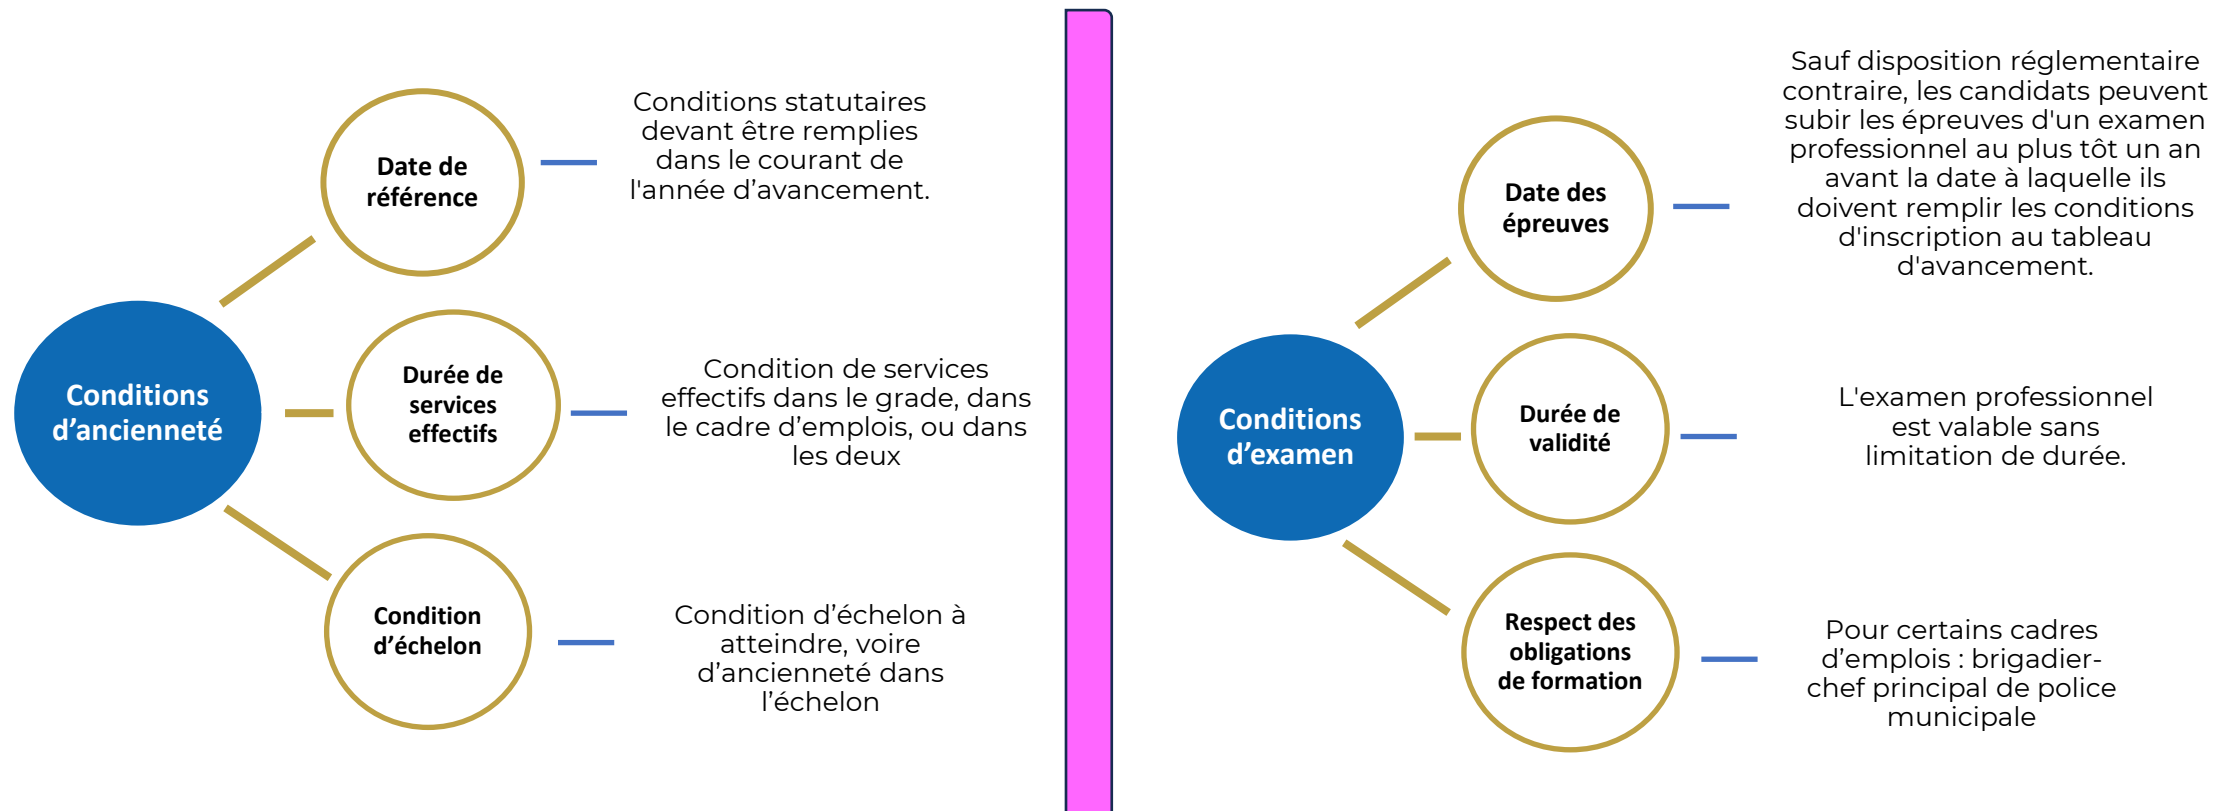 Conditions
d’ancienneté
Date de
référence
Conditions statutaires
devant être remplies
dans le courant de
l'année d’avancement.
Durée de
services
effectifs
Condition de services
effectifs dans le grade, dans
le cadre d’emplois, ou dans
les deux
Condition
d’échelon
Condition d’échelon à
atteindre, voire
d’ancienneté dans
l’échelon
Conditions
d’examen
Date des
épreuves
Sauf disposition réglementaire
contraire, les candidats peuvent
subir les épreuves d'un examen
professionnel au plus tôt un an
avant la date à laquelle ils
doivent remplir les conditions
d'inscription au tableau
d'avancement.
Durée de
validité
L'examen professionnel
est valable sans
limitation de durée.
Respect des
obligations
de formation
Pour certains cadres
d’emplois : brigadier-
chef principal de police
municipale